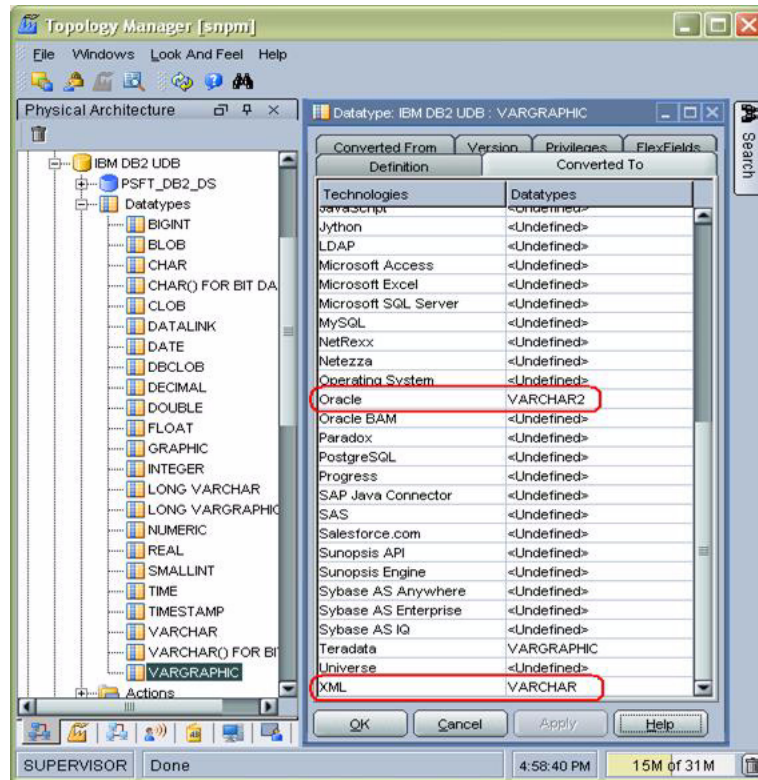 Topology Manager [snpm]
File Windows Look And Feel Help
Physical Architecture
IBM DB2 UDB
PSFT_DB2_DS
Datatypes
BIGINT
BLOB
CHAR
CHAR() FOR BIT DA
CLOB
DATALINK
DATE
DBCLOB
DECIMAL
DOUBLE
FLOAT
GRAPHIC
INTEGER
LONG VARCHAR
LONG VARGRAPHIC
NUMERIC
REAL
SMALLINT
TIME
TIMESTAMP
VARCHAR
VARCHAR() FOR BI
VARGRAPHIC
Actions
Datatype: IBM DB2 UDB : VARGRAPHIC
Converted From Version Privileges FlexFields
Definition Converted To
Technologies Datatypes
JavaScript <Undefined>
Jython <Undefined>
LDAP <Undefined>
Microsoft Access <Undefined>
Microsoft Excel <Undefined>
Microsoft SQL Server <Undefined>
MySQL <Undefined>
NetRexx <Undefined>
Netezza <Undefined>
Operating System <Undefined>
Oracle VARCHAR2
Oracle BAM <Undefined>
Paradox <Undefined>
PostgreSQL <Undefined>
Progress <Undefined>
SAP Java Connector <Undefined>
SAS <Undefined>
Salesforce.com <Undefined>
Sunopsis API <Undefined>
Sunopsis Engine <Undefined>
Sybase AS Anywhere <Undefined>
Sybase AS Enterprise <Undefined>
Sybase AS IQ <Undefined>
Teradata VARGRAPHIC
Universe <Undefined>
XML VARCHAR
OK Cancel Apply Help
Search
SUPERVISOR Done 4:58:40 PM 15M of 31M